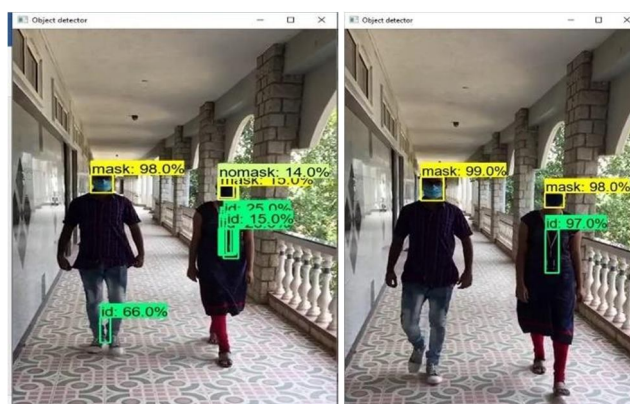 Object detector
mask: 98.0%
nomask: 14.0%
mask: 15.0%
id: 25.0%
id: 15.0%
id: 66.0%
Object detector
mask: 99.0%
mask: 98.0%
id: 97.0%